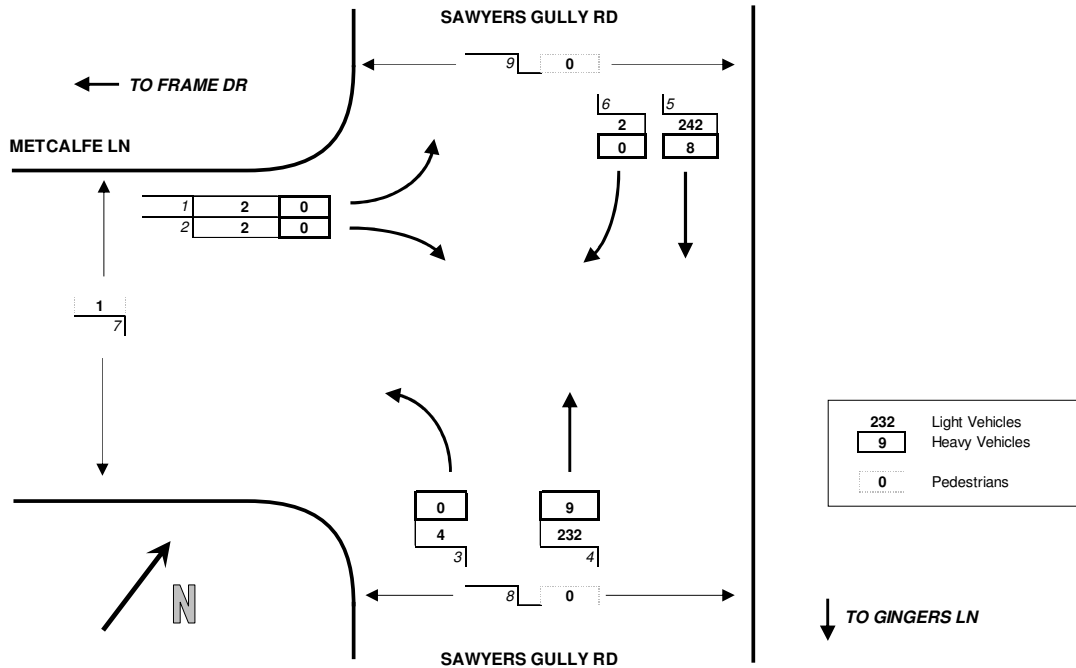 SAWYERS GULLY RD
9 0
TO FRAME DR
6 5
2 242
0 8
METCALFE LN
1 2 0
2 2 0
1
7
232 Light Vehicles
9 Heavy Vehicles
0 Pedestrians
0 9
4 232
3 4
8 0
N
TO GINGERS LN
SAWYERS GULLY RD